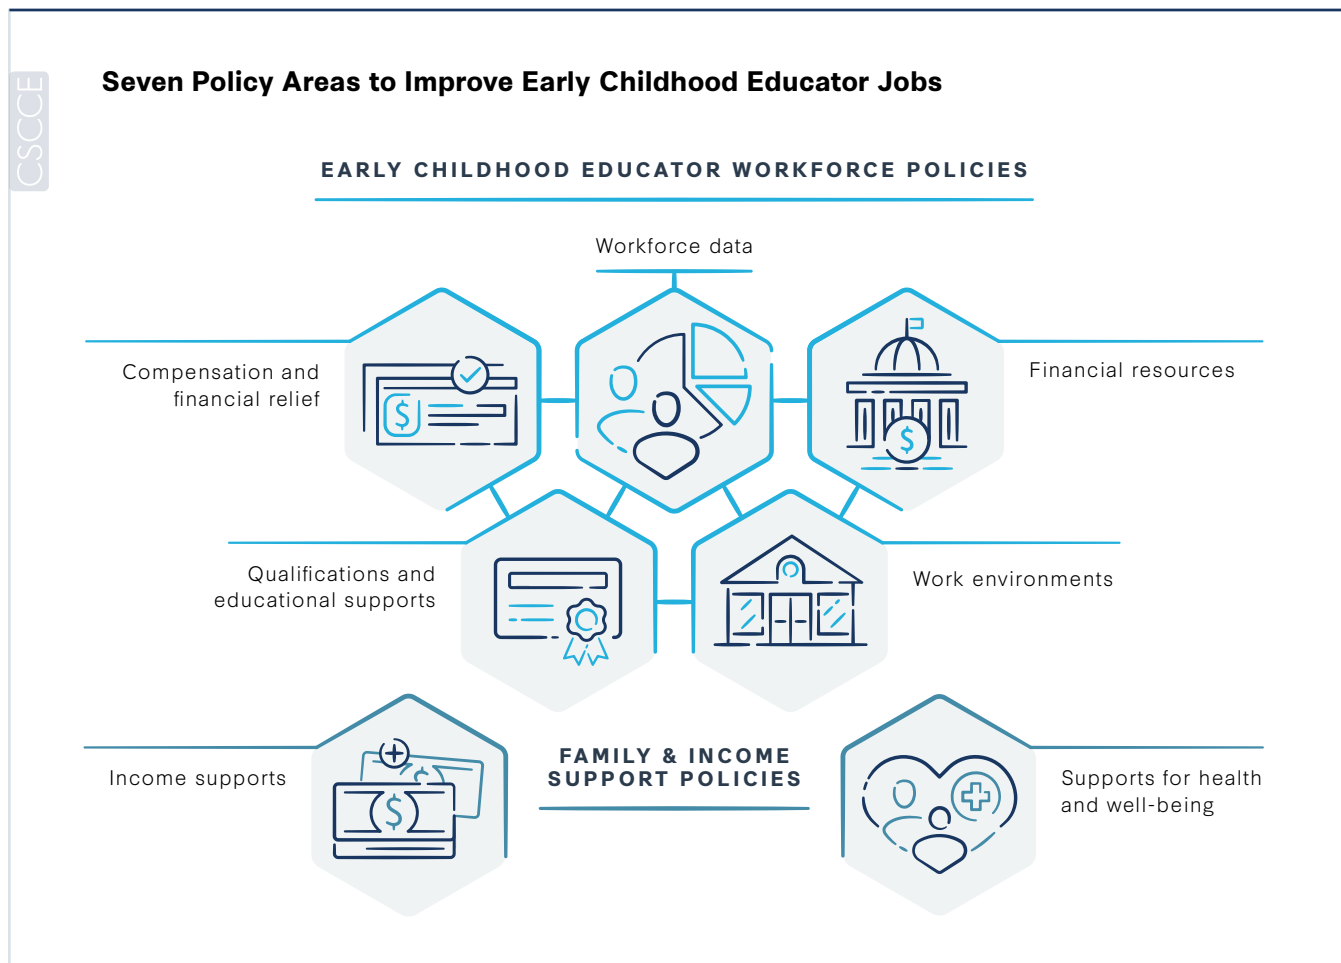 CSCCE
Seven Policy Areas to Improve Early Childhood Educator Jobs
EARLY CHILDHOOD EDUCATOR WORKFORCE POLICIES
Workforce data
Compensation and
financial relief
Financial resources
$
$
Qualifications and
educational supports
Work environments
FAMILY & INCOME
SUPPORT POLICIES
Income supports
$
$
Supports for health
and well-being